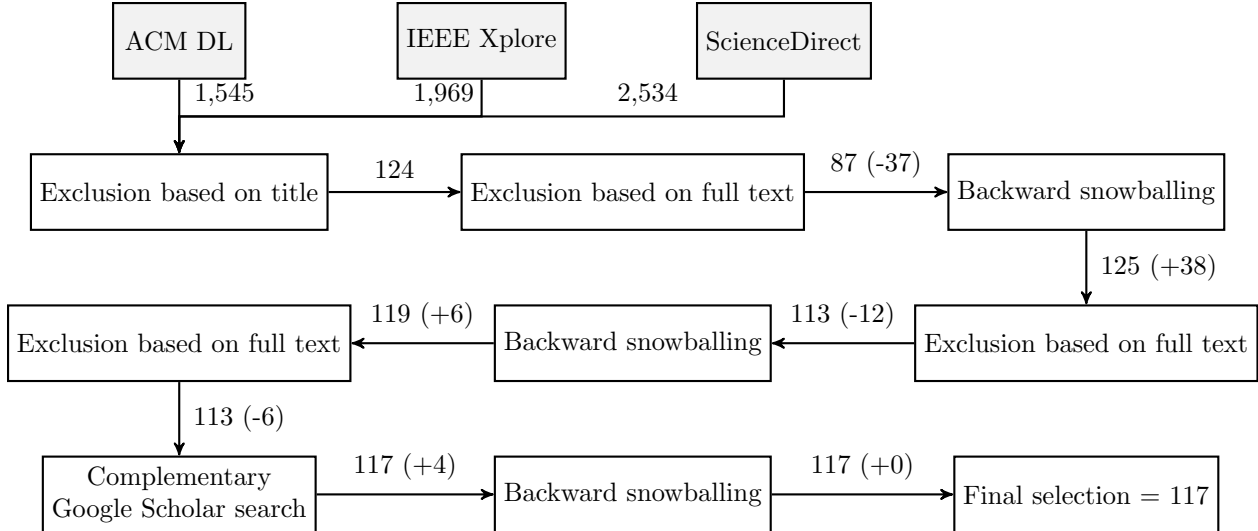 ACM DL
IEEE Xplore
ScienceDirect
1,545
1,969
2,534
Exclusion based on title
124
Exclusion based on full text
87 (-37)
Backward snowballing
125 (+38)
Exclusion based on full text
113 (-12)
Backward snowballing
119 (+6)
Exclusion based on full text
113 (-6)
Complementary
Google Scholar search
117 (+4)
Backward snowballing
117 (+0)
Final selection = 117